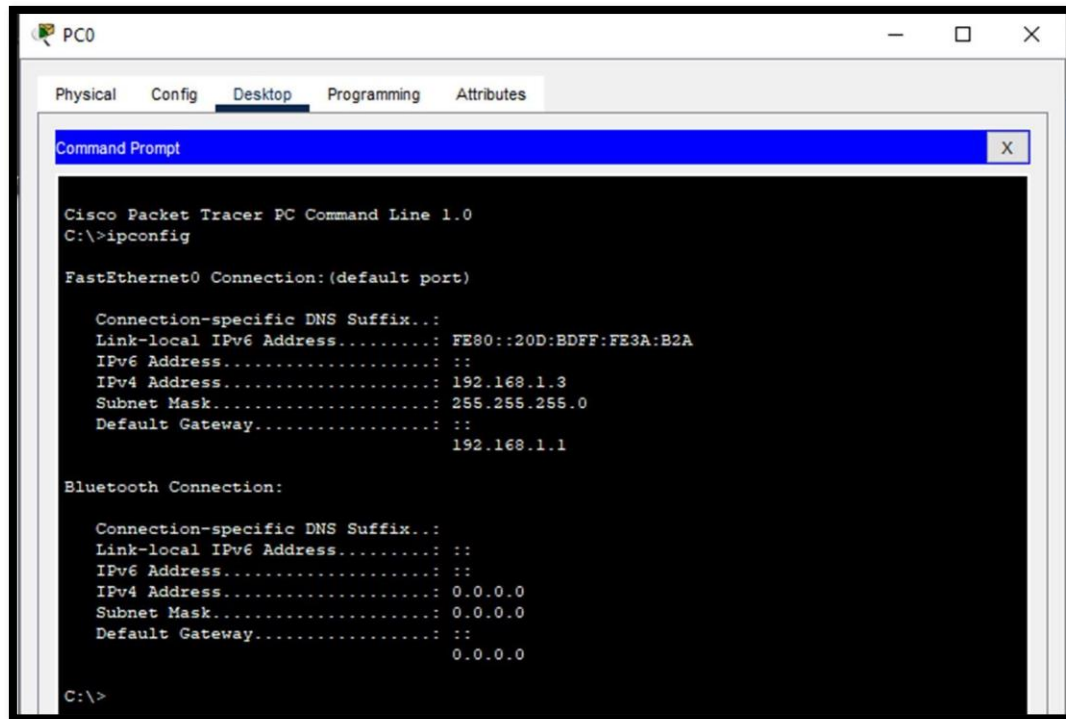 PC0
Physical Config Desktop Programming Attributes
Command Prompt X
Cisco Packet Tracer PC Command Line 1.0
C:\>ipconfig
FastEthernet0 Connection:(default port)
Connection-specific DNS Suffix..:
Link-local IPv6 Address.........: FE80::20D:BDFF:FE3A:B2A
IPv6 Address....................: ::
IPv4 Address....................: 192.168.1.3
Subnet Mask.....................: 255.255.255.0
Default Gateway.................: ::
192.168.1.1
Bluetooth Connection:
Connection-specific DNS Suffix..:
Link-local IPv6 Address.........: ::
IPv6 Address....................: ::
IPv4 Address....................: 0.0.0.0
Subnet Mask.....................: 0.0.0.0
Default Gateway.................: ::
0.0.0.0
C:\>